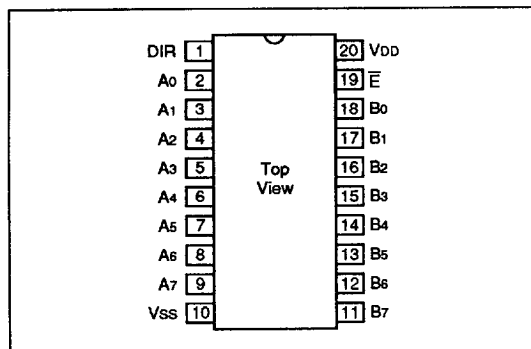 DIR 1 20 VDD
A0 2 19 E̅
A1 3 18 B0
A2 4 17 B1
A3 5 16 B2
Top
View
A4 6 15 B3
A5 7 14 B4
A6 8 13 B5
A7 9 12 B6
VSS 10 11 B7